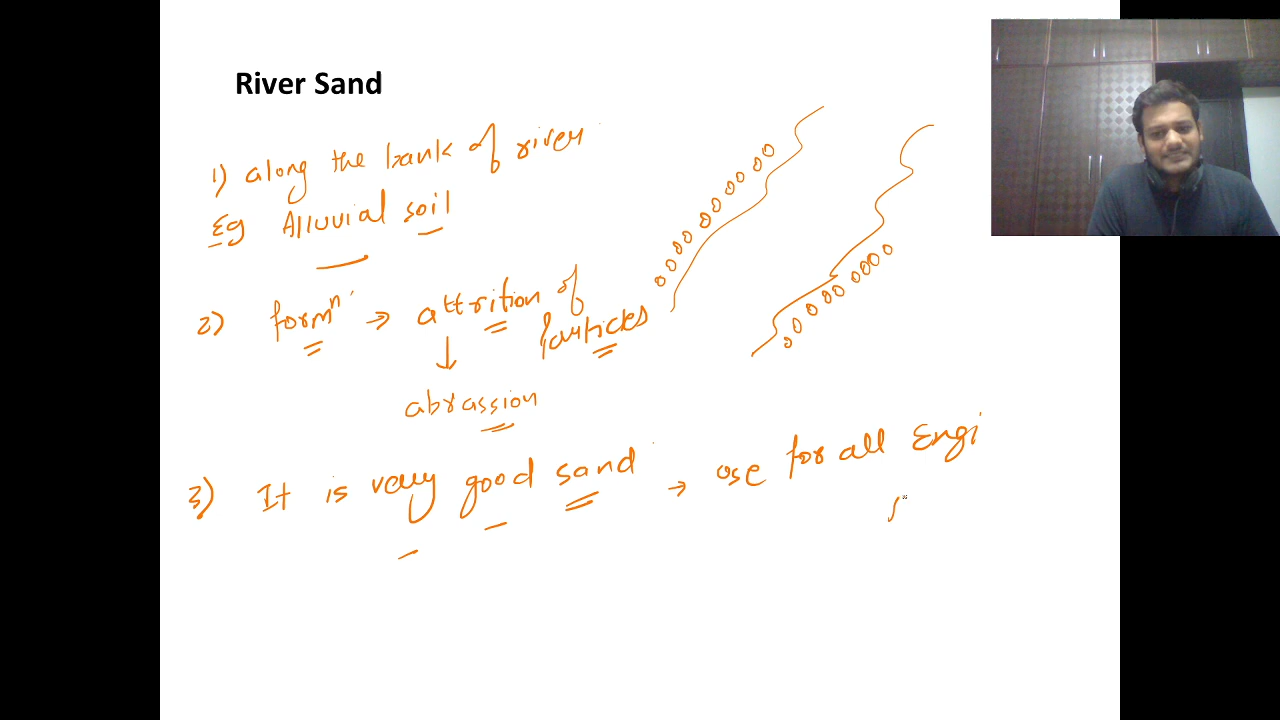 River Sand
1) along the bank of river
Eg Alluvial soil
2) formⁿ → attrition of
particles
↓
abrassion
3) It is very good sand → use for all Engi